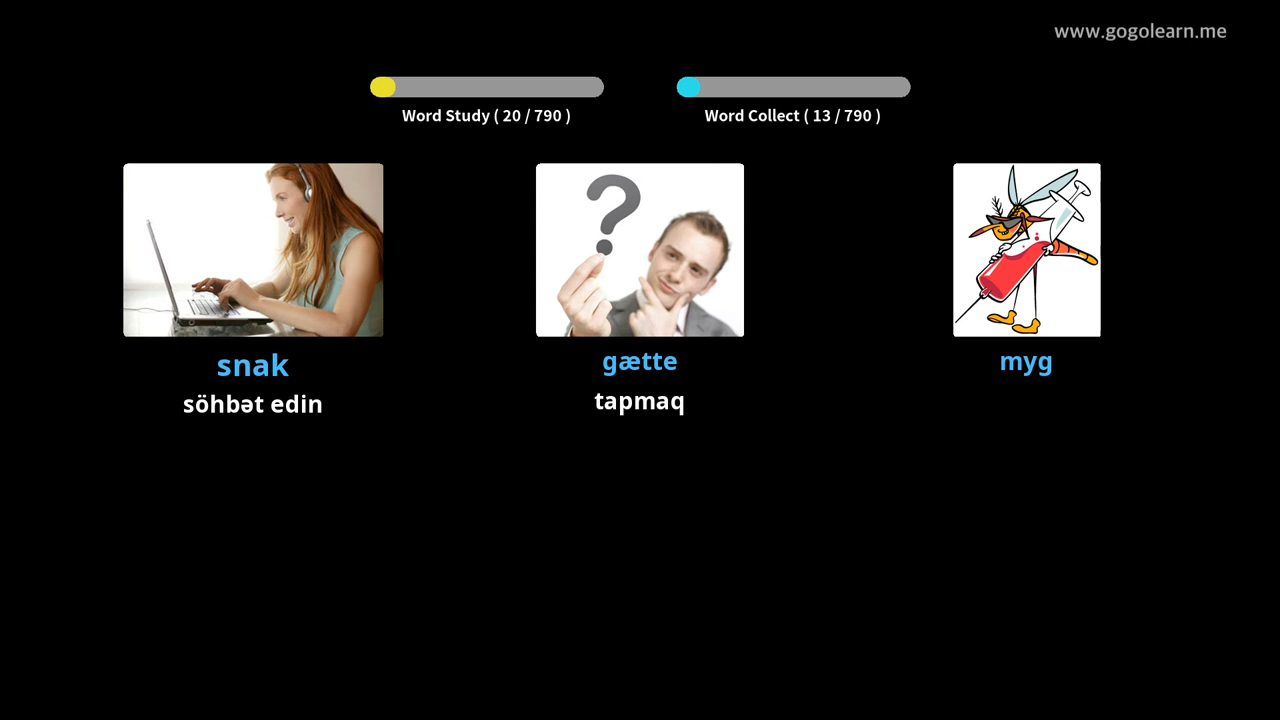 www.gogolearn.me
Word Study ( 20 / 790 )
Word Collect ( 13 / 790 )
snak
söhbət edin
gætte
tapmaq
myg